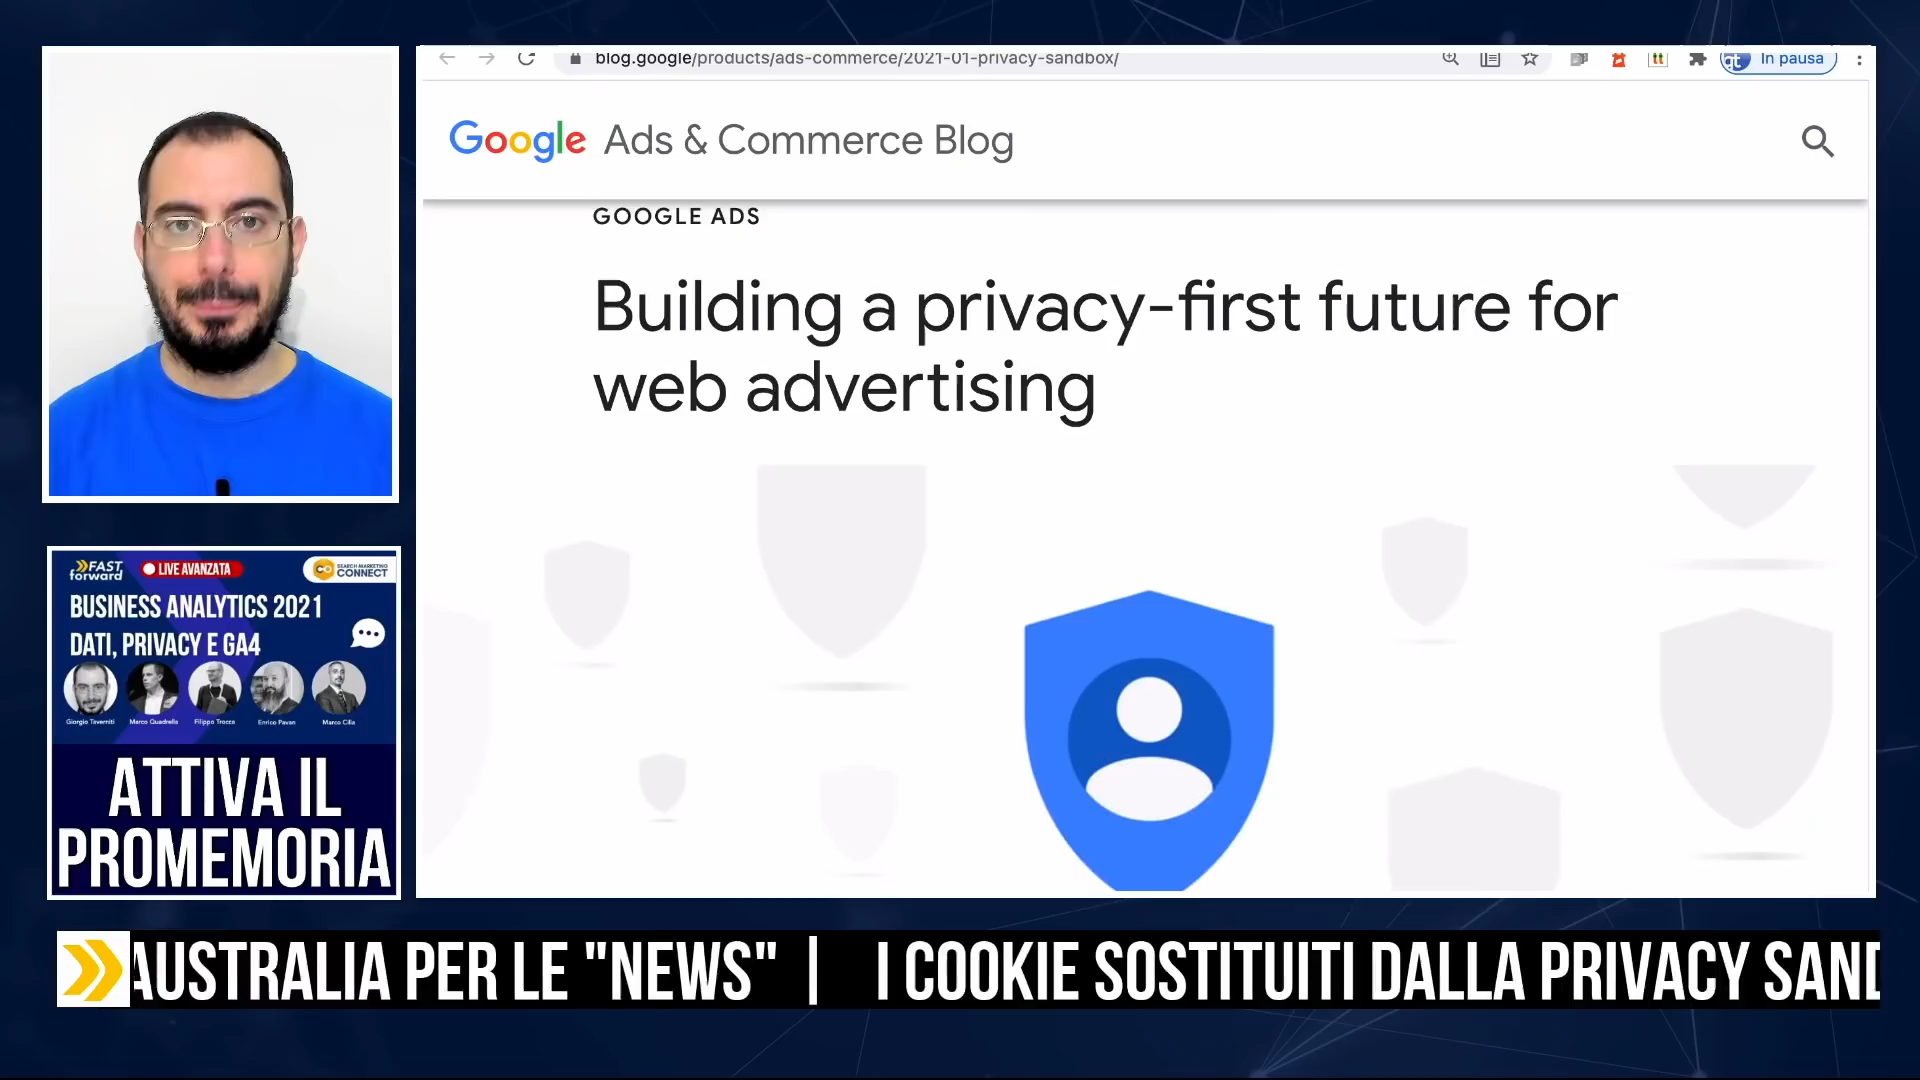 blog.google/products/ads-commerce/2021-01-privacy-sandbox/
In pausa
Google Ads & Commerce Blog
GOOGLE ADS
Building a privacy-first future for
web advertising
FAST
forward
LIVE AVANZATA
SEARCH MARKETING
CONNECT
BUSINESS ANALYTICS 2021
DATI, PRIVACY E GA4
Giorgio Taverniti
Marco Quadrella
Filippo Trocca
Enrico Pavan
Marco Cilia
ATTIVA IL
PROMEMORIA
AUSTRALIA PER LE "NEWS" | I COOKIE SOSTITUITI DALLA PRIVACY SAND